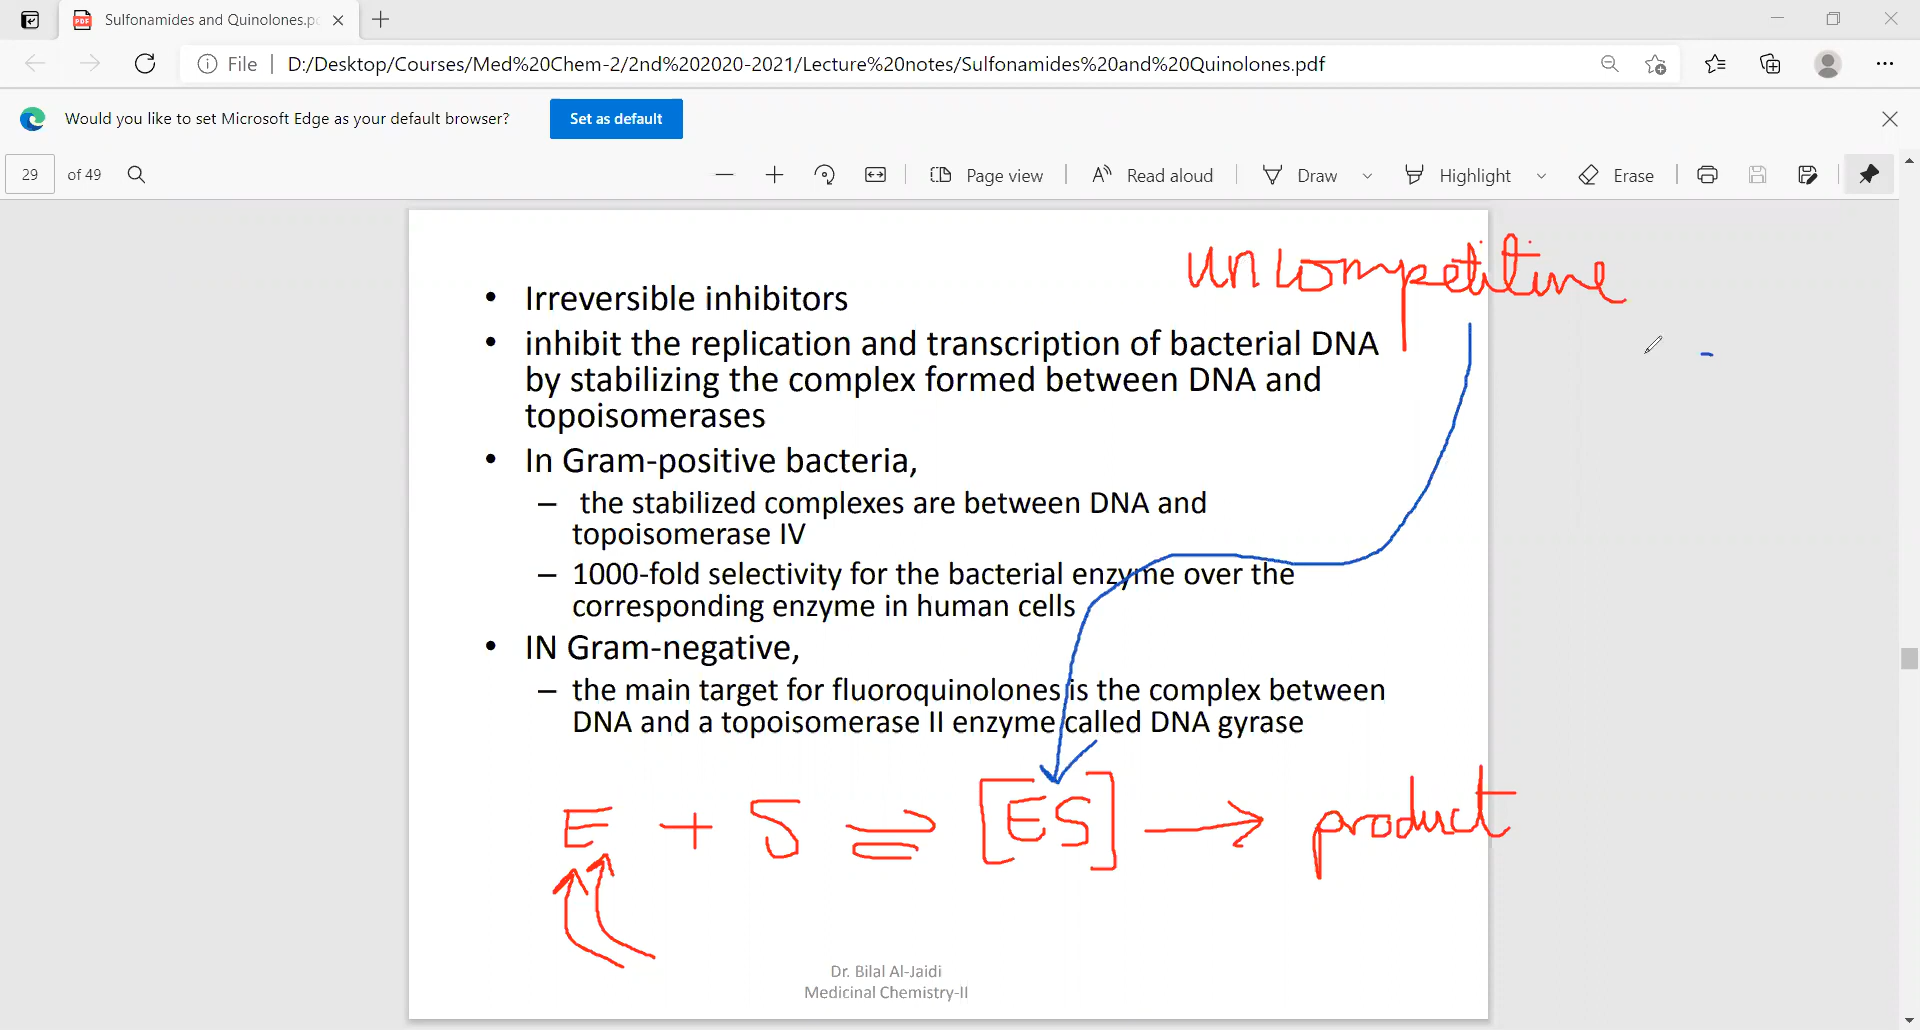 Sulfonamides and Quinolones.p
File | D:/Desktop/Courses/Med%20Chem-2/2nd%202020-2021/Lecture%20notes/Sulfonamides%20and%20Quinolones.pdf
Would you like to set Microsoft Edge as your default browser? Set as default
29 of 49 Page view Read aloud Draw Highlight Erase
uncompetitive
• Irreversible inhibitors
• inhibit the replication and transcription of bacterial DNA
by stabilizing the complex formed between DNA and
topoisomerases
• In Gram-positive bacteria,
– the stabilized complexes are between DNA and
topoisomerase IV
– 1000-fold selectivity for the bacterial enzyme over the
corresponding enzyme in human cells
• IN Gram-negative,
– the main target for fluoroquinolones is the complex between
DNA and a topoisomerase II enzyme called DNA gyrase
E + S ⇌ [ES] → product
Dr. Bilal Al-Jaidi
Medicinal Chemistry-II